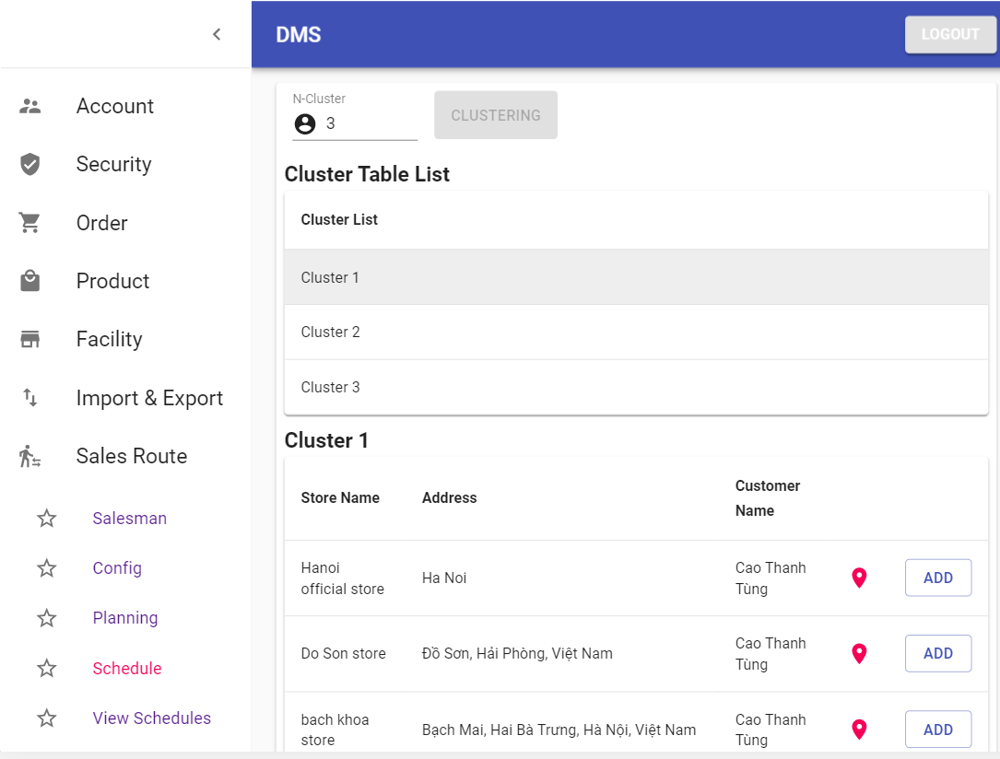 DMS
LOGOUT
Account
Security
Order
Product
Facility
Import & Export
Sales Route
Salesman
Config
Planning
Schedule
View Schedules
N-Cluster
3
CLUSTERING
Cluster Table List
Cluster List
Cluster 1
Cluster 2
Cluster 3
Cluster 1
Store Name Address Customer
Name
Hanoi
official store
Ha Noi
Cao Thanh
Tùng
ADD
Do Son store
Đồ Sơn, Hải Phòng, Việt Nam
Cao Thanh
Tùng
ADD
bach khoa
store
Bạch Mai, Hai Bà Trưng, Hà Nội, Việt Nam
Cao Thanh
Tùng
ADD